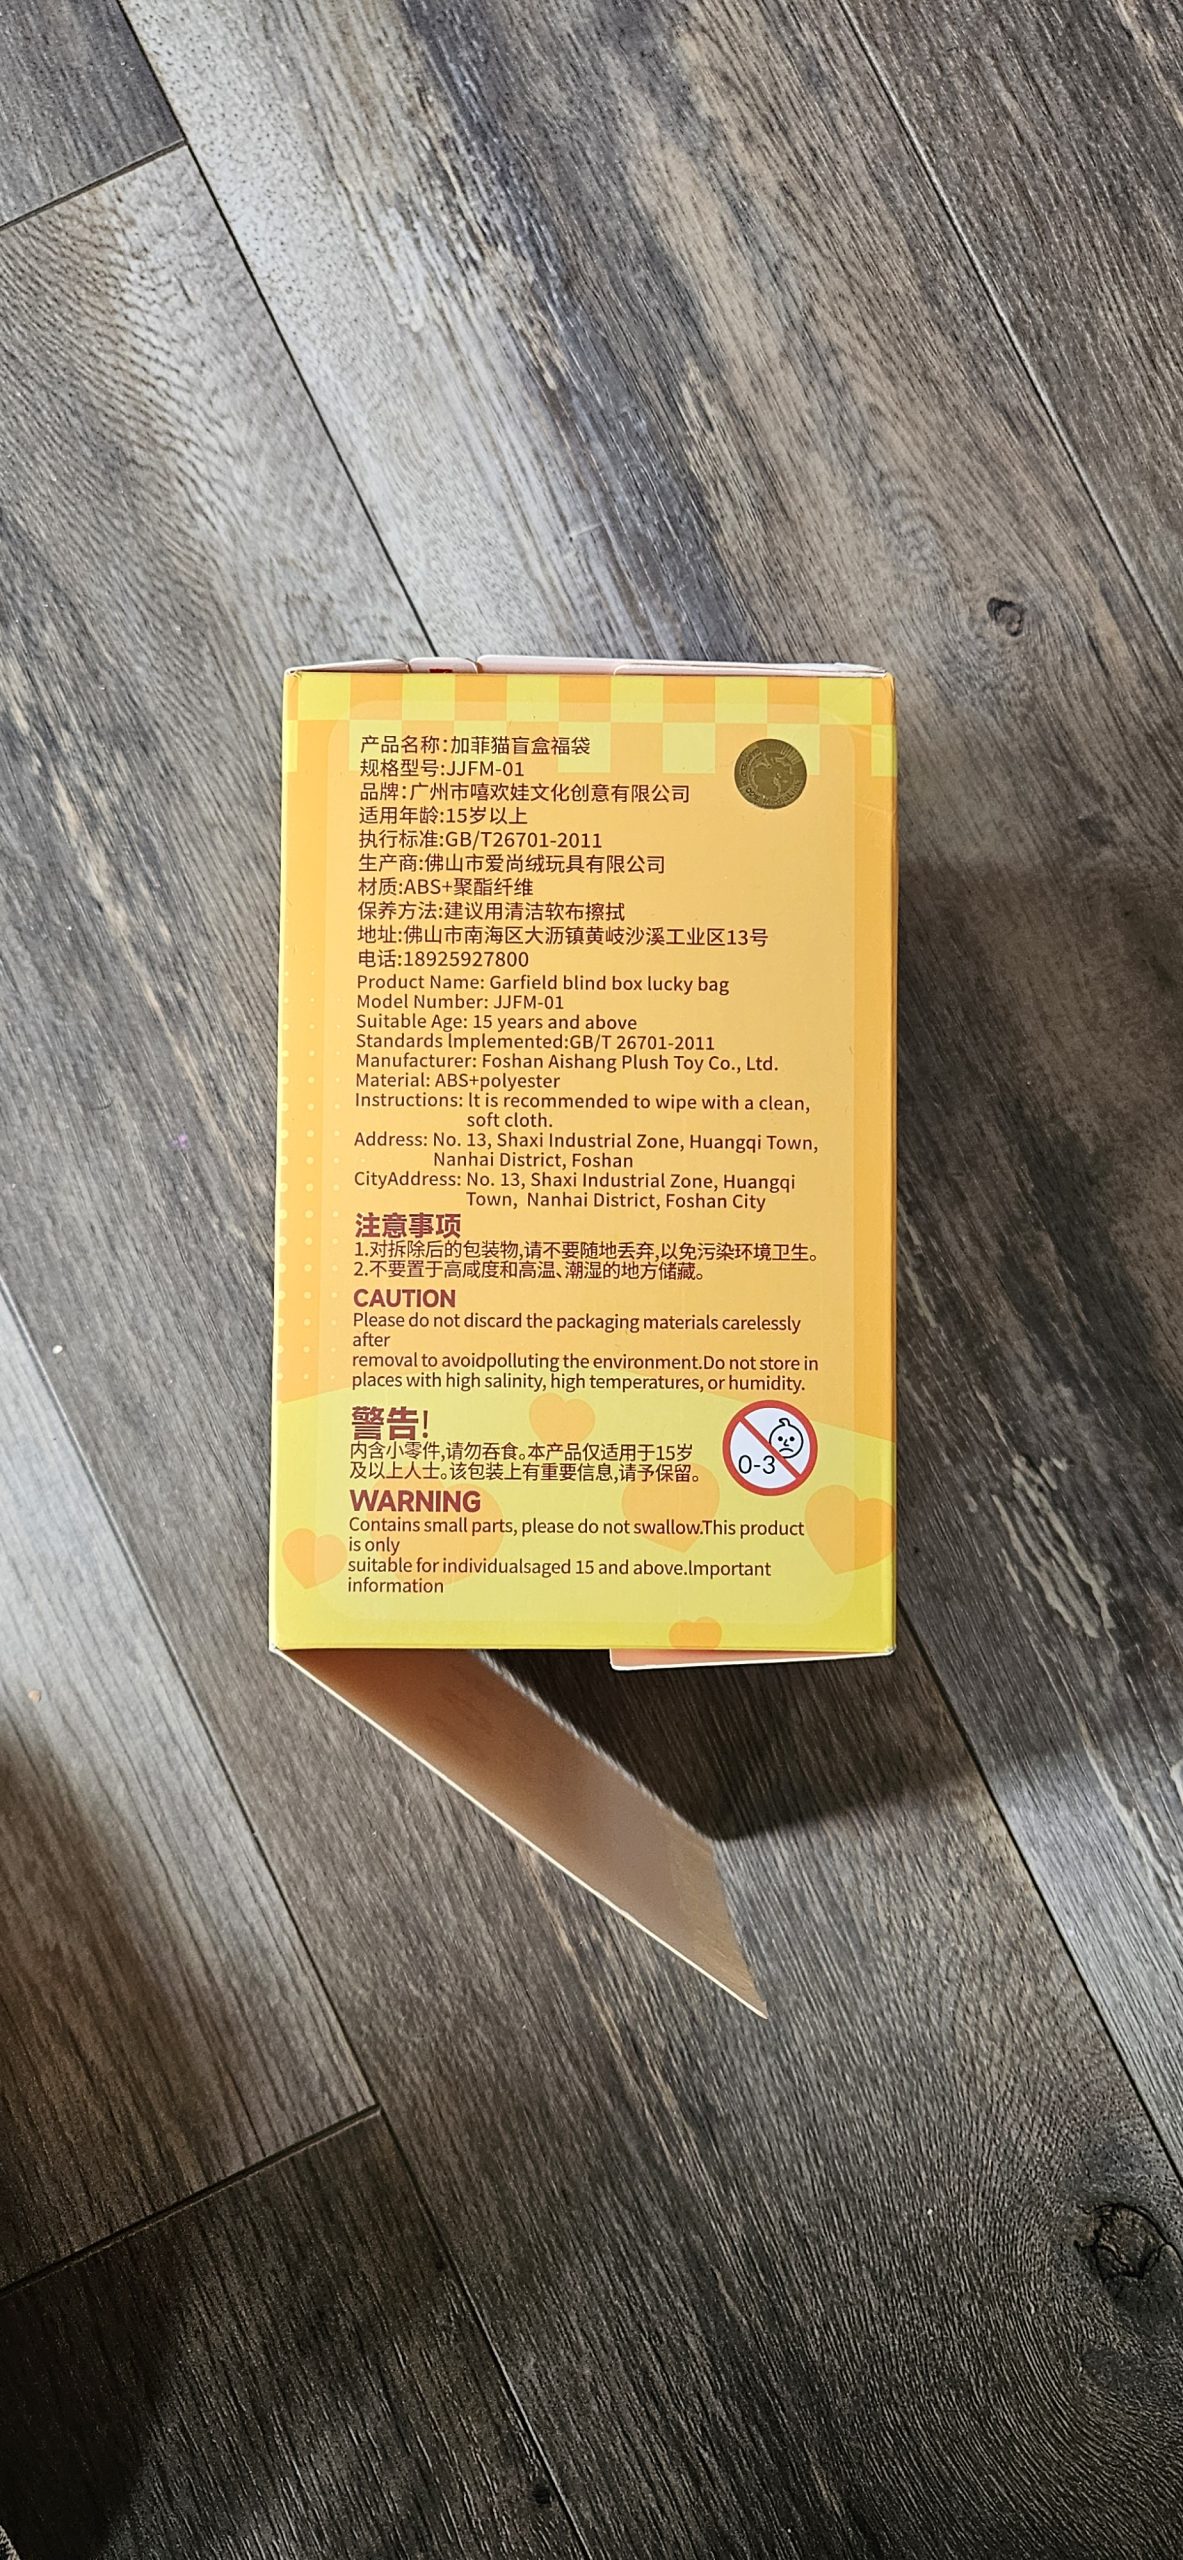 产品名称:加菲猫盲盒福袋
规格型号:JJFM-01
品牌:广州市嘻欢娃文化创意有限公司
适用年龄:15岁以上
执行标准:GB/T26701-2011
生产商:佛山市爱尚绒玩具有限公司
材质:ABS+聚酯纤维
保养方法:建议用清洁软布擦拭
地址:佛山市南海区大沥镇黄岐沙溪工业区13号
电话:18925927800
Product Name: Garfield blind box lucky bag
Model Number: JJFM-01
Suitable Age: 15 years and above
Standards lmplemented:GB/T 26701-2011
Manufacturer: Foshan Aishang Plush Toy Co., Ltd.
Material: ABS+polyester
Instructions: lt is recommended to wipe with a clean,
soft cloth.
Address: No. 13, Shaxi Industrial Zone, Huangqi Town,
Nanhai District, Foshan
CityAddress: No. 13, Shaxi Industrial Zone, Huangqi
Town, Nanhai District, Foshan City
注意事项
1.对拆除后的包装物,请不要随地丢弃,以免污染环境卫生。
2.不要置于高咸度和高温、潮湿的地方储藏。
CAUTION
Please do not discard the packaging materials carelessly
after
removal to avoidpolluting the environment.Do not store in
places with high salinity, high temperatures, or humidity.
警告!
内含小零件,请勿吞食。本产品仅适用于15岁
及以上人士。该包装上有重要信息,请予保留。
0-3
WARNING
Contains small parts, please do not swallow.This product
is only
suitable for individualsaged 15 and above.lmportant
information